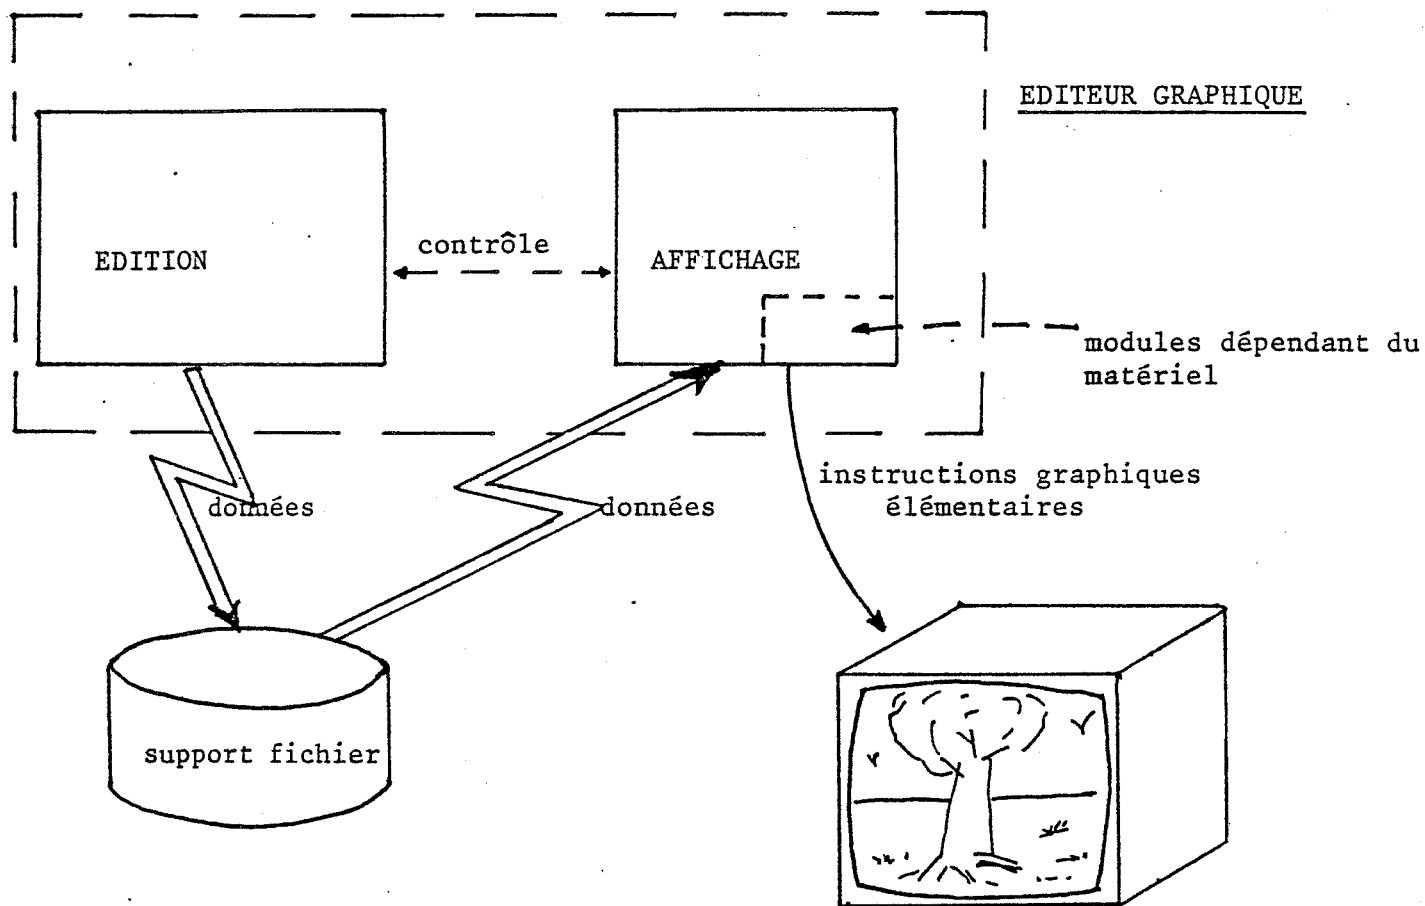 EDITEUR GRAPHIQUE
EDITION
contrôle
AFFICHAGE
modules dépendant du
matériel
données
données
instructions graphiques
élémentaires
support fichier